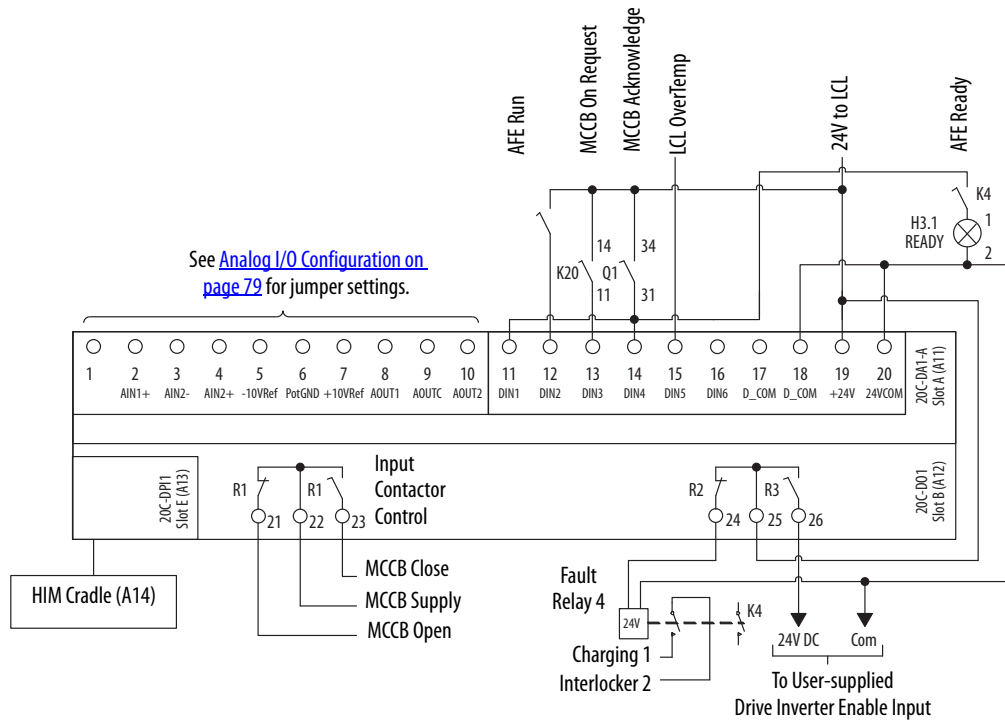 AFE Run
MCCB On Request
MCCB Acknowledge
LCL OverTemp
24V to LCL
AFE Ready
K4
H3.1
READY
1
2
14
34
K20
Q1
11
31
See Analog I/O Configuration on
page 79 for jumper settings.
1 2 3 4 5 6 7 8 9 10 11 12 13 14 15 16 17 18 19 20
AIN1+ AIN2- AIN2+ -10VRef PotGND +10VRef AOUT1 AOUTC AOUT2 DIN1 DIN2 DIN3 DIN4 DIN5 DIN6 D_COM D_COM +24V 24VCOM
20C-DA1-A
Slot A (A11)
20C-DPI1
Slot E (A13)
R1
R1
Input
Contactor
Control
21 22 23
R2
R3
24 25 26
20C-DO1
Slot B (A12)
HIM Cradle (A14)
MCCB Close
MCCB Supply
MCCB Open
Fault
Relay 4
24V
K4
Charging 1
Interlocker 2
24V DC
Com
To User-supplied
Drive Inverter Enable Input